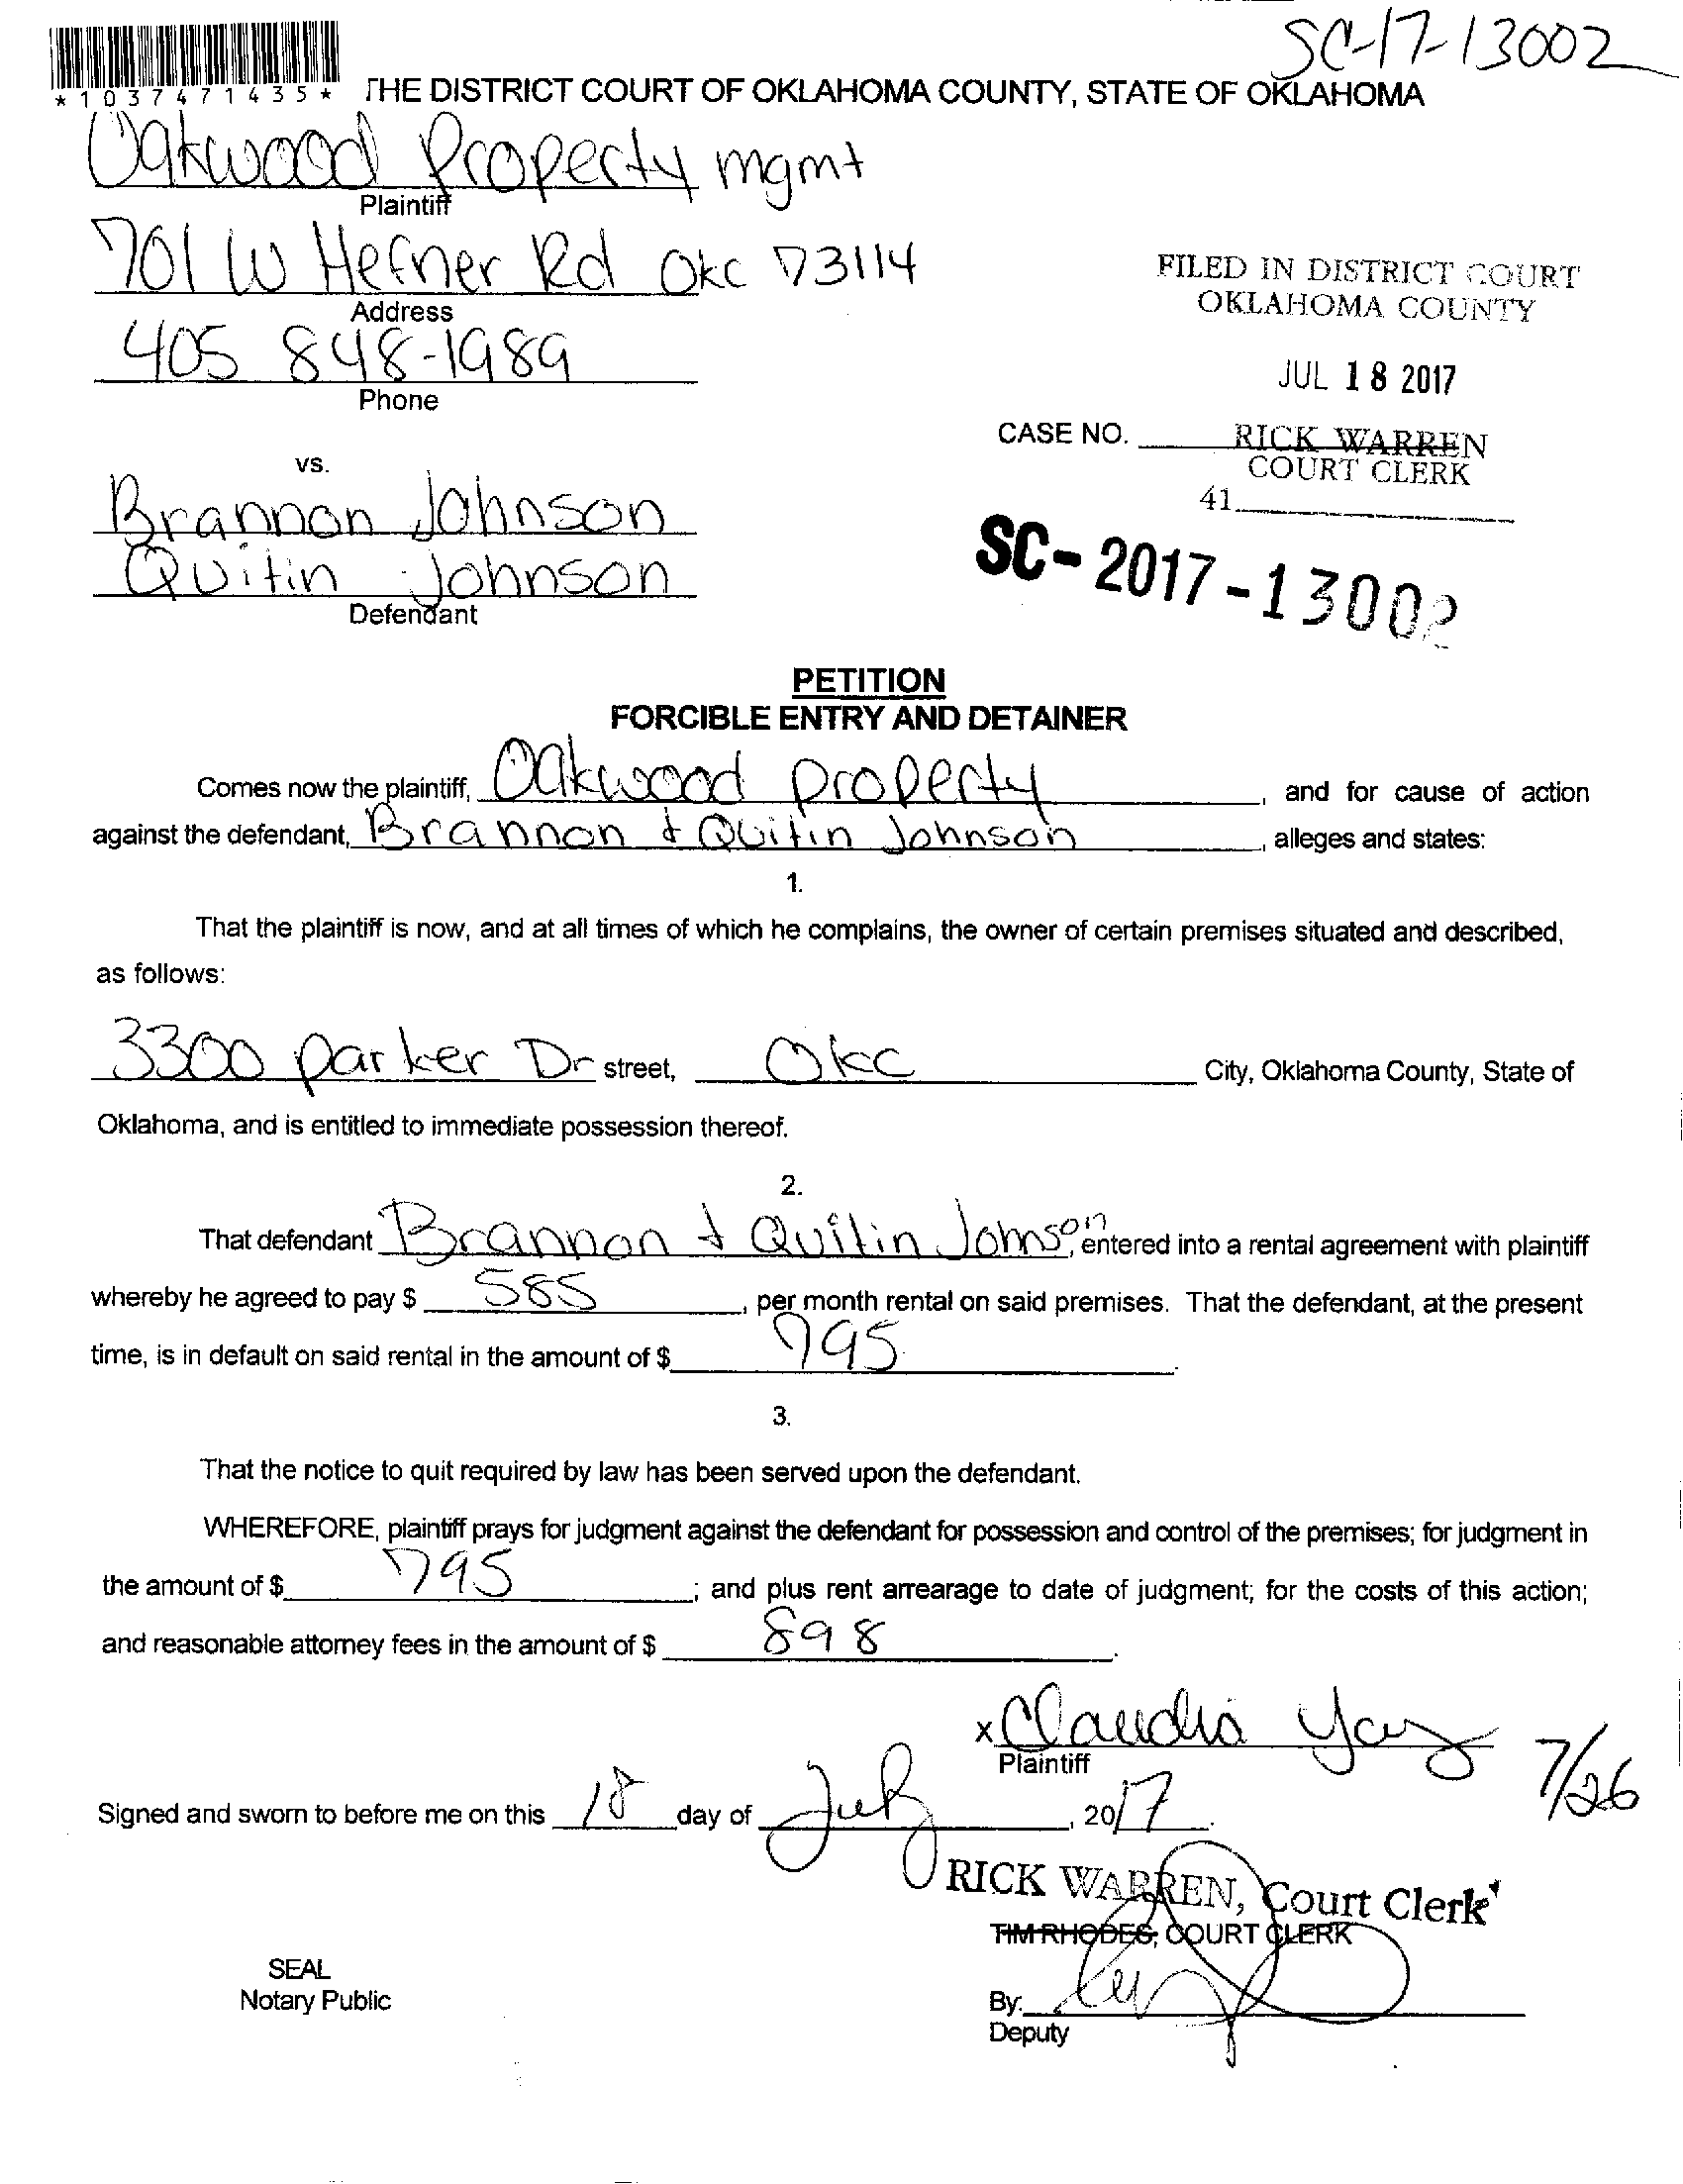 SC-17-13002
*1037471435*
THE DISTRICT COURT OF OKLAHOMA COUNTY, STATE OF OKLAHOMA
Oakwood Property mgmt
Plaintiff
701 W Hefner Rd OKC 73114
Address
405 848-1989
Phone
FILED IN DISTRICT COURT
OKLAHOMA COUNTY
JUL 18 2017
CASE NO. RICK WARREN
COURT CLERK
41
vs.
Brannon Johnson
Quitin Johnson
Defendant
SC-2017-13002
PETITION
FORCIBLE ENTRY AND DETAINER
Comes now the plaintiff, Oakwood property, and for cause of action
against the defendant, Brannon & Quitin Johnson, alleges and states:
1.
That the plaintiff is now, and at all times of which he complains, the owner of certain premises situated and described,
as follows:
3300 parker Dr street, OKC City, Oklahoma County, State of
Oklahoma, and is entitled to immediate possession thereof.
2.
That defendant Brannon & Quitin Johnson, entered into a rental agreement with plaintiff
whereby he agreed to pay $ 585, per month rental on said premises. That the defendant, at the present
time, is in default on said rental in the amount of $ 795.
3.
That the notice to quit required by law has been served upon the defendant.
WHEREFORE, plaintiff prays for judgment against the defendant for possession and control of the premises; for judgment in
the amount of $ 795; and plus rent arrearage to date of judgment; for the costs of this action;
and reasonable attorney fees in the amount of $ 898.
x Claudia
Plaintiff
7/26
Signed and sworn to before me on this 18 day of July, 2017.
RICK WARREN, Court Clerk
TIM RHODES, COURT CLERK
SEAL
Notary Public
By:
Deputy